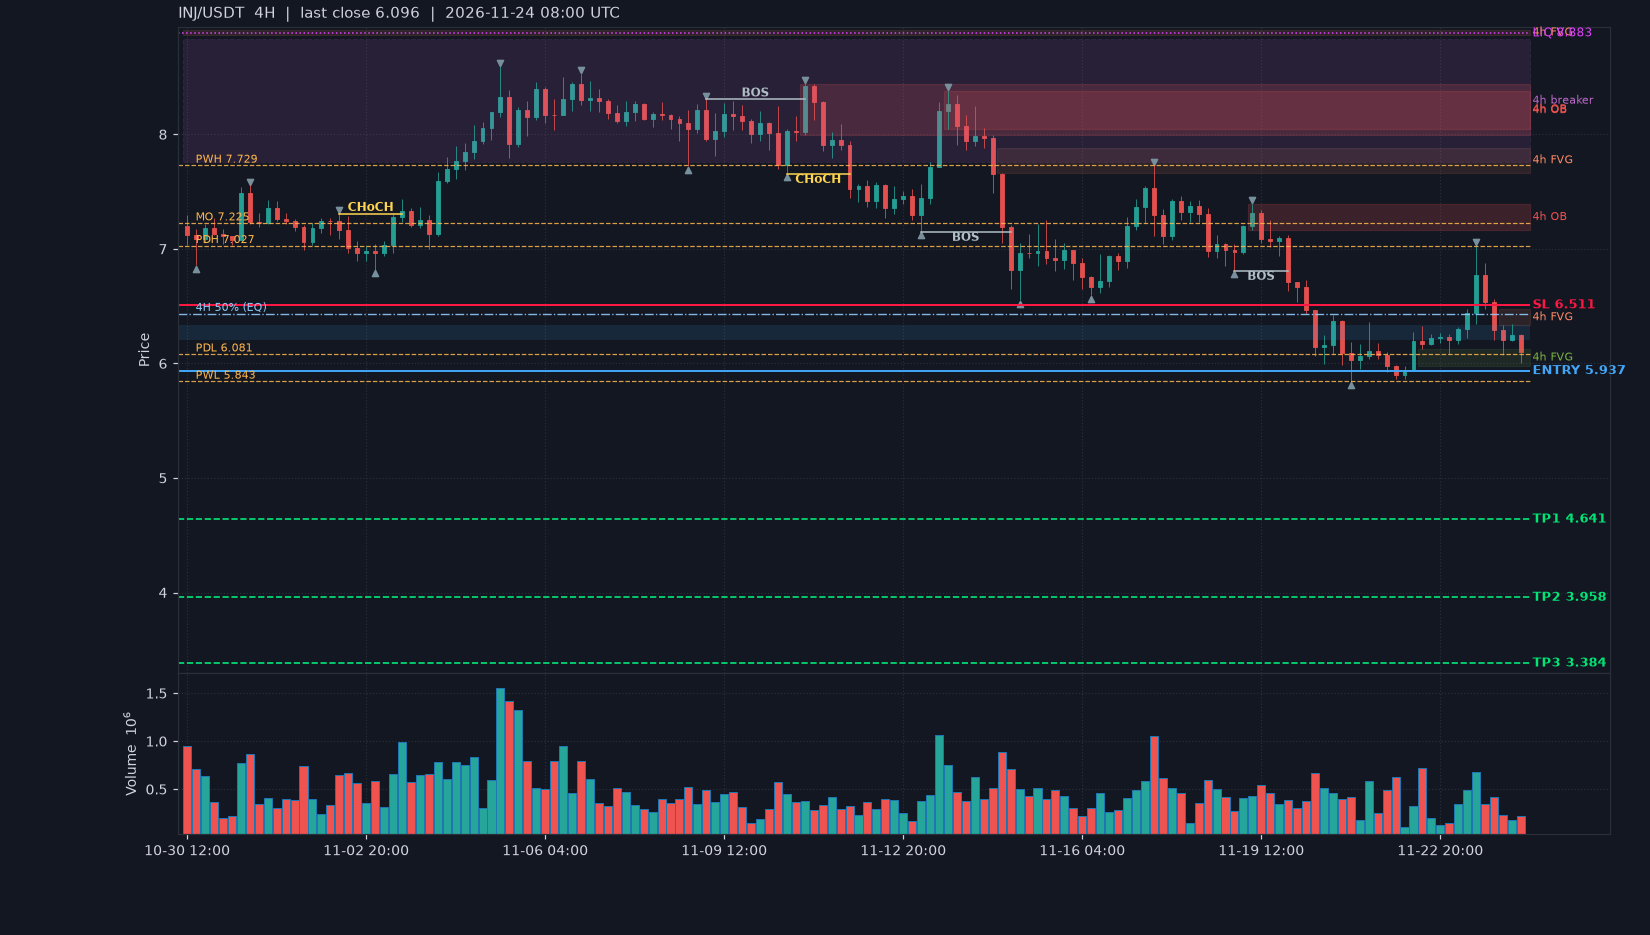 INJ/USDT 4H | last close 6.096 | 2026-11-24 08:00 UTC
4h FVG
8.883
4h breaker
4h OB
BOS
8
PWH 7.729
4h FVG
CHoCH
CHoCH
MO 7.225
4h OB
PDH 7.027
7
BOS
BOS
4H 50% (EQ)
SL 6.511
4h FVG
Price
PDL 6.081
4h FVG
6
PWL 5.843
ENTRY 5.937
5
TP1 4.641
4
TP2 3.958
TP3 3.384
Volume 10⁶
1.5
1.0
0.5
10-30 12:00
11-02 20:00
11-06 04:00
11-09 12:00
11-12 20:00
11-16 04:00
11-19 12:00
11-22 20:00